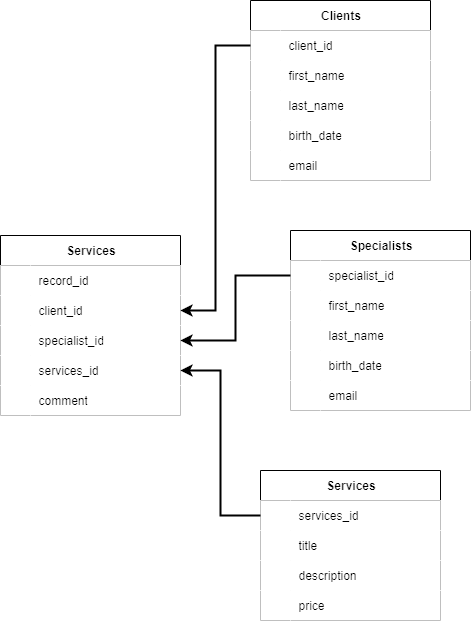 Clients
client_id
first_name
last_name
birth_date
email
Services
record_id
client_id
specialist_id
services_id
comment
Specialists
specialist_id
first_name
last_name
birth_date
email
Services
services_id
title
description
price